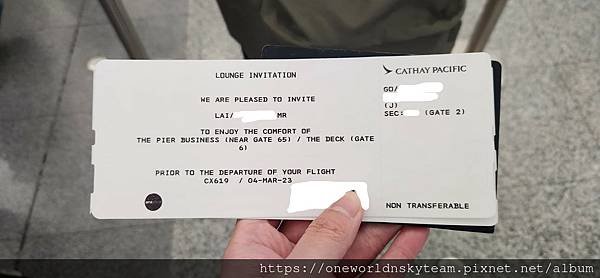 LOUNGE INVITATION
WE ARE PLEASED TO INVITE
LAI/ MR
TO ENJOY THE COMFORT OF
THE PIER BUSINESS (NEAR GATE 65) / THE DECK (GATE
6)
PRIOR TO THE DEPARTURE OF YOUR FLIGHT
CX619 / 04-MAR-23
CATHAY PACIFIC
GO/
(J)
SEC: (GATE 2)
NON TRANSFERABLE
https://oneworldnskyteam.pixnet.net/album